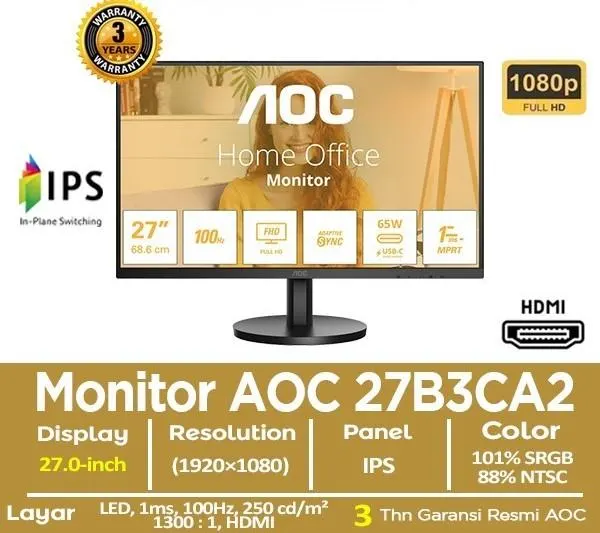 WARRANTY
3
YEARS
WARRANTY
1080p
FULL HD
IPS
In-Plane Switching
AOC
Home Office
Monitor
27"
68.6 cm
100Hz
FHD
FULL HD
ADAPTIVE
SYNC
65W
USB-C
1ms
MPRT
AOC
HDMI
Monitor AOC 27B3CA2
Display
27.0-inch
Resolution
(1920×1080)
Panel
IPS
Color
101% SRGB
88% NTSC
Layar
LED, 1ms, 100Hz, 250 cd/m²
1300 : 1, HDMI
3 Thn Garansi Resmi AOC